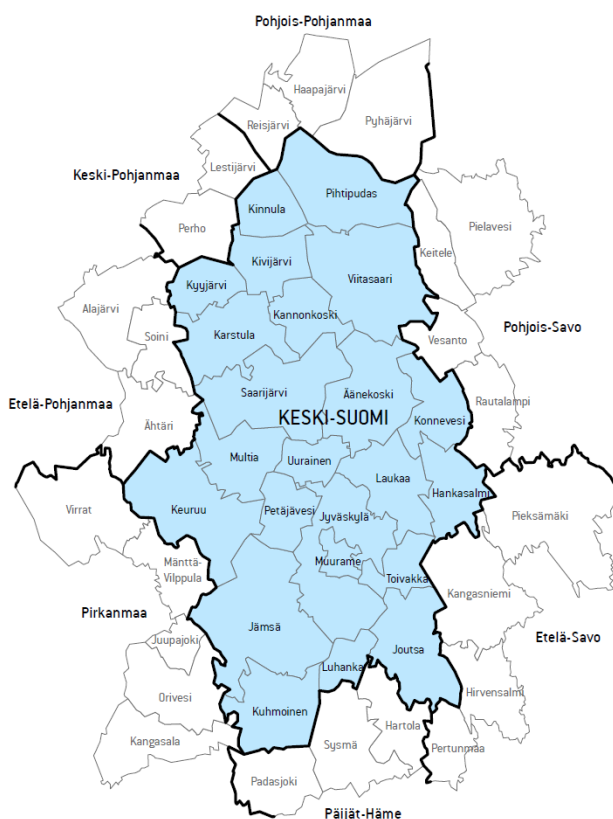 Pohjois-Pohjanmaa
Haapajärvi
Reisjärvi
Pyhäjärvi
Lestijärvi
Keski-Pohjanmaa
Pihtipudas
Kinnula
Pielavesi
Perho
Keitele
Kivijärvi
Kyyjärvi
Viitasaari
Alajärvi
Kannonkoski
Soini
Karstula
Vesanto
Pohjois-Savo
Saarijärvi
Äänekoski
Rautalampi
Etelä-Pohjanmaa
KESKI-SUOMI
Konnevesi
Ähtäri
Multia
Uurainen
Laukaa
Hankasalmi
Virrat
Keuruu
Petäjävesi
Jyväskylä
Pieksämäki
Mänttä-
Vilppula
Muurame
Toivakka
Kangasniemi
Pirkanmaa
Jämsä
Juupajoki
Joutsa
Etelä-Savo
Luhanka
Orivesi
Hirvensalmi
Kuhmoinen
Hartola
Kangasala
Sysmä
Pertunmaa
Padasjoki
Päijät-Häme